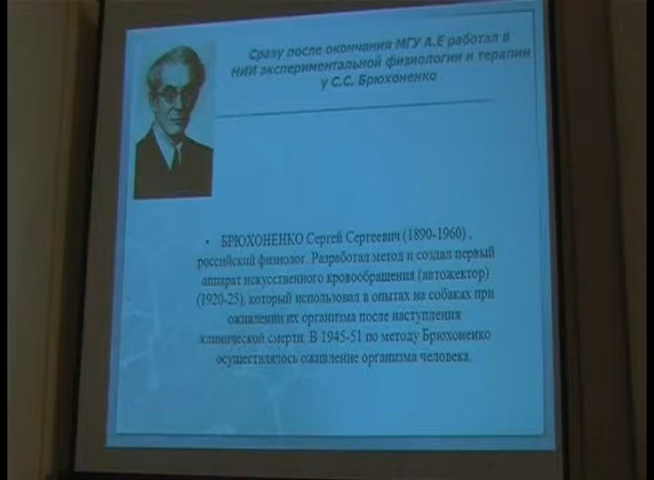 Сразу после окончания МГУ А.Е работал в
НИИ экспериментальной физиологии и терапии
у С.С. Брюхоненко
• БРЮХОНЕНКО Сергей Сергеевич (1890-1960) ,
российский физиолог. Разработал метод и создал первый
аппарат искусственного кровообращения (автожектор)
(1920-25), который использовал в опытах на собаках при
оживлении их организма после наступления
клинической смерти. В 1945-51 по методу Брюхоненко
осуществлялось оживление организма человека.